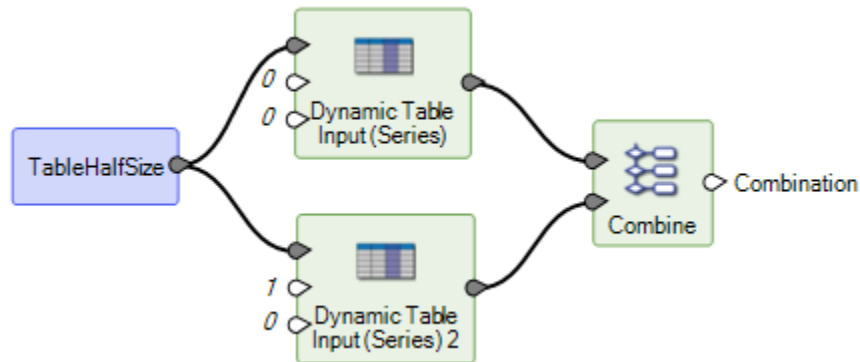 0
0
Dynamic Table
Input (Series)
TableHalfSize
Combine
Combination
1
0
Dynamic Table
Input (Series) 2